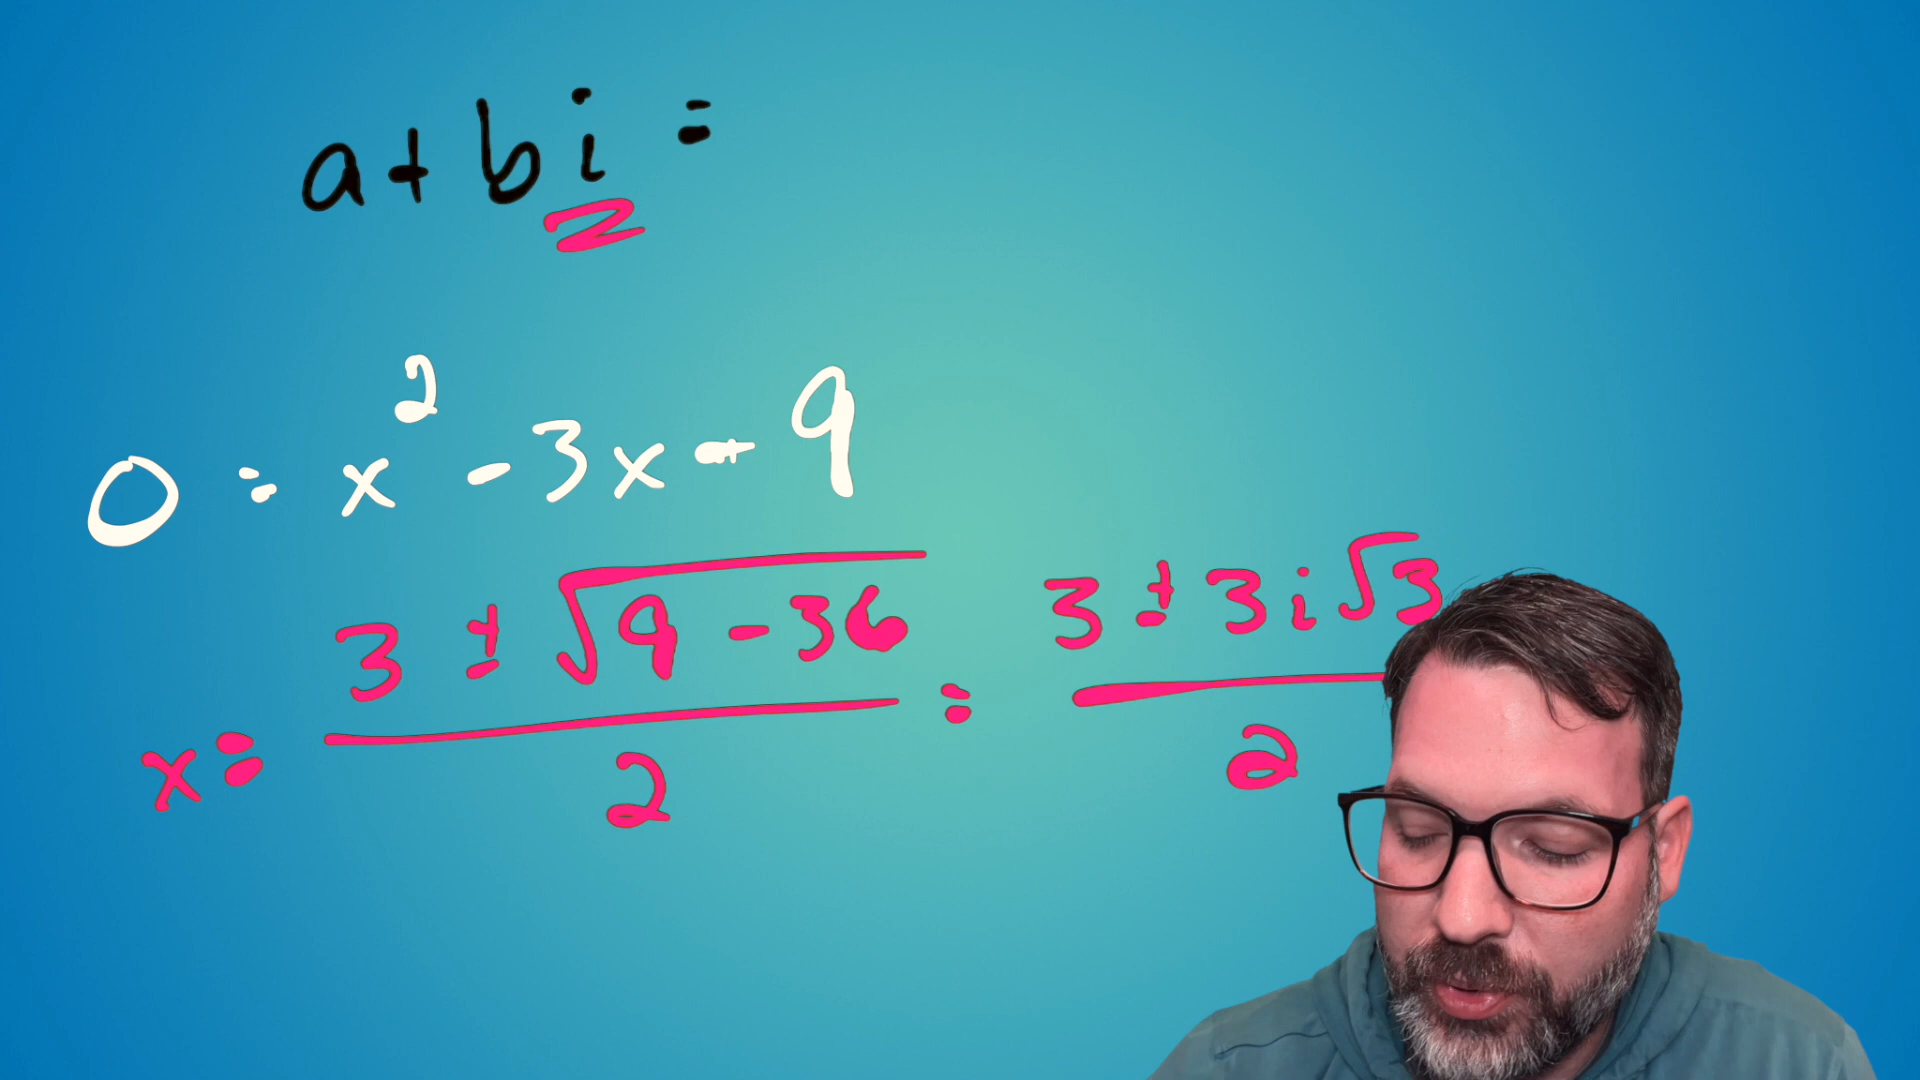 a + bi =
0 = x² - 3x + 9
x = (3 ± √(9 - 36))/2 = (3 ± 3i√3)/2